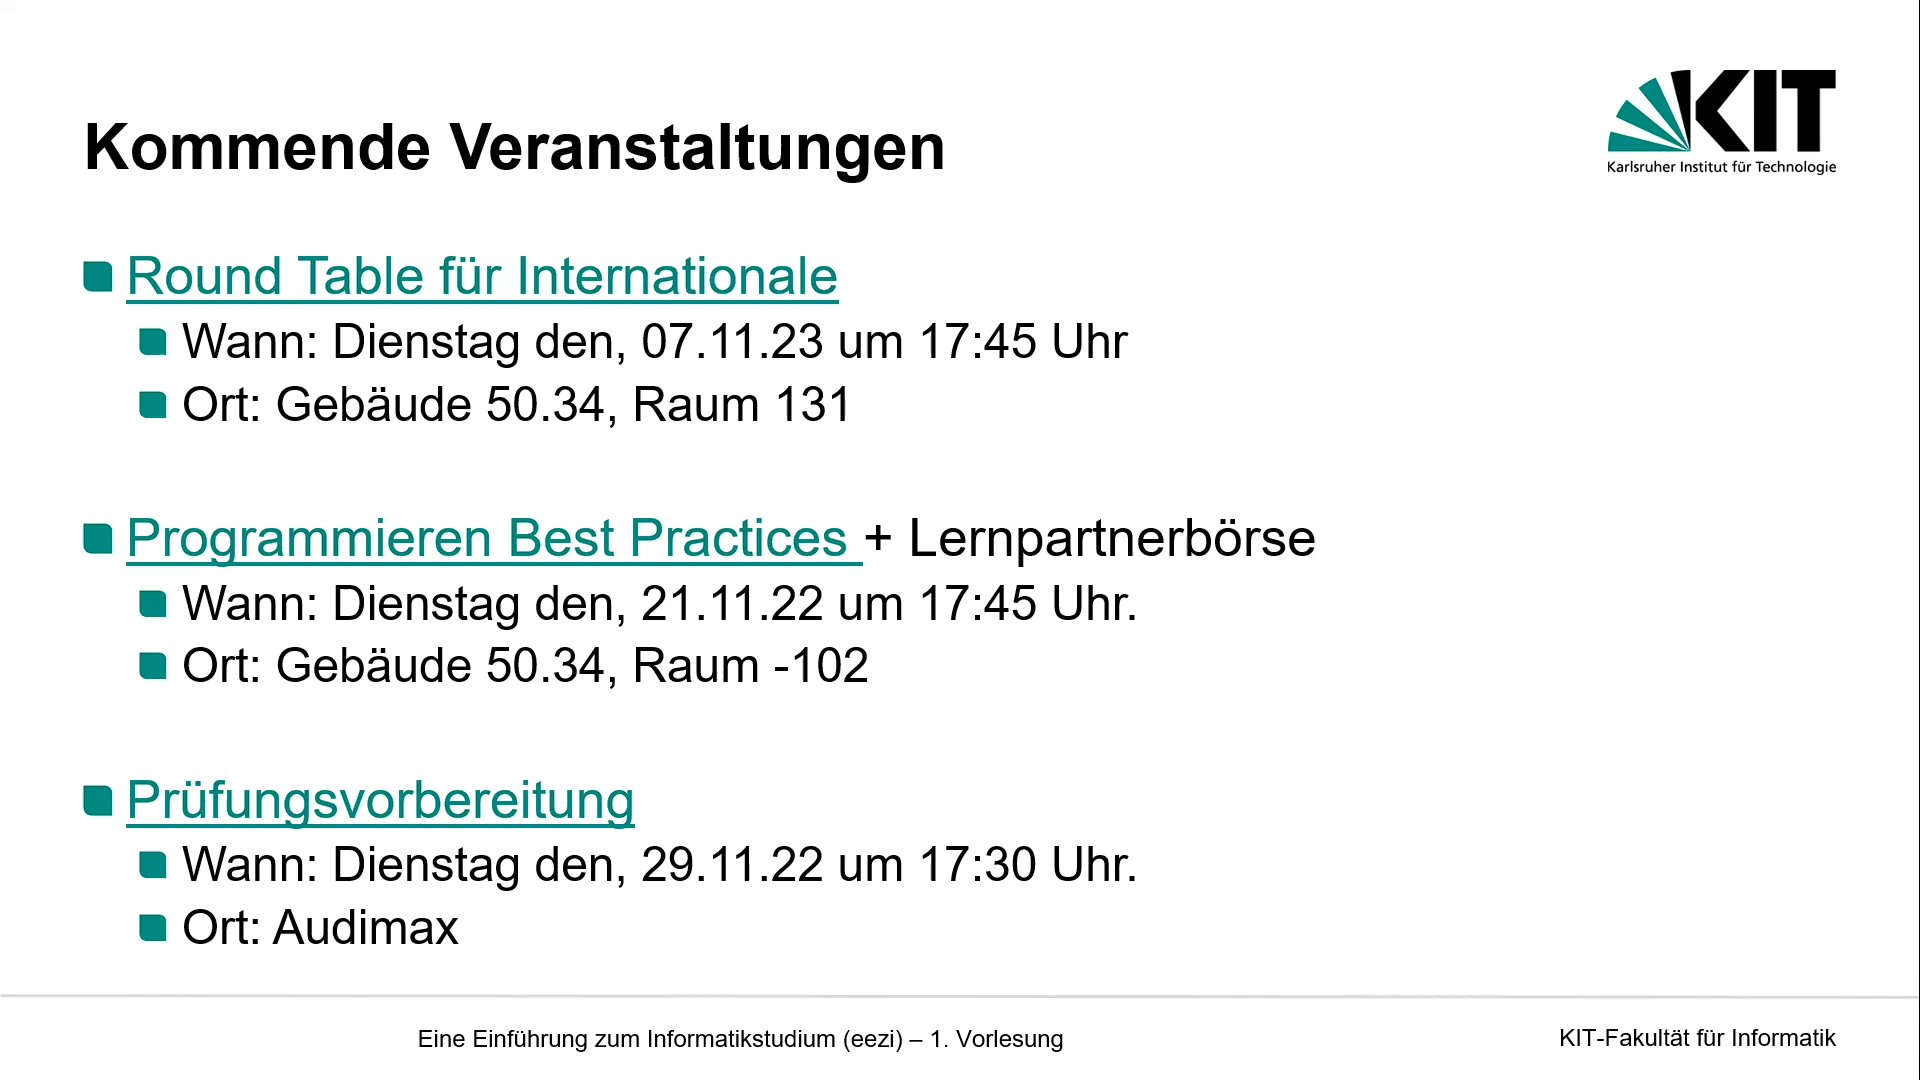 KIT
Karlsruher Institut für Technologie
Kommende Veranstaltungen
Round Table für Internationale
Wann: Dienstag den, 07.11.23 um 17:45 Uhr
Ort: Gebäude 50.34, Raum 131
Programmieren Best Practices + Lernpartnerbörse
Wann: Dienstag den, 21.11.22 um 17:45 Uhr.
Ort: Gebäude 50.34, Raum -102
Prüfungsvorbereitung
Wann: Dienstag den, 29.11.22 um 17:30 Uhr.
Ort: Audimax
Eine Einführung zum Informatikstudium (eezi) – 1. Vorlesung
KIT-Fakultät für Informatik